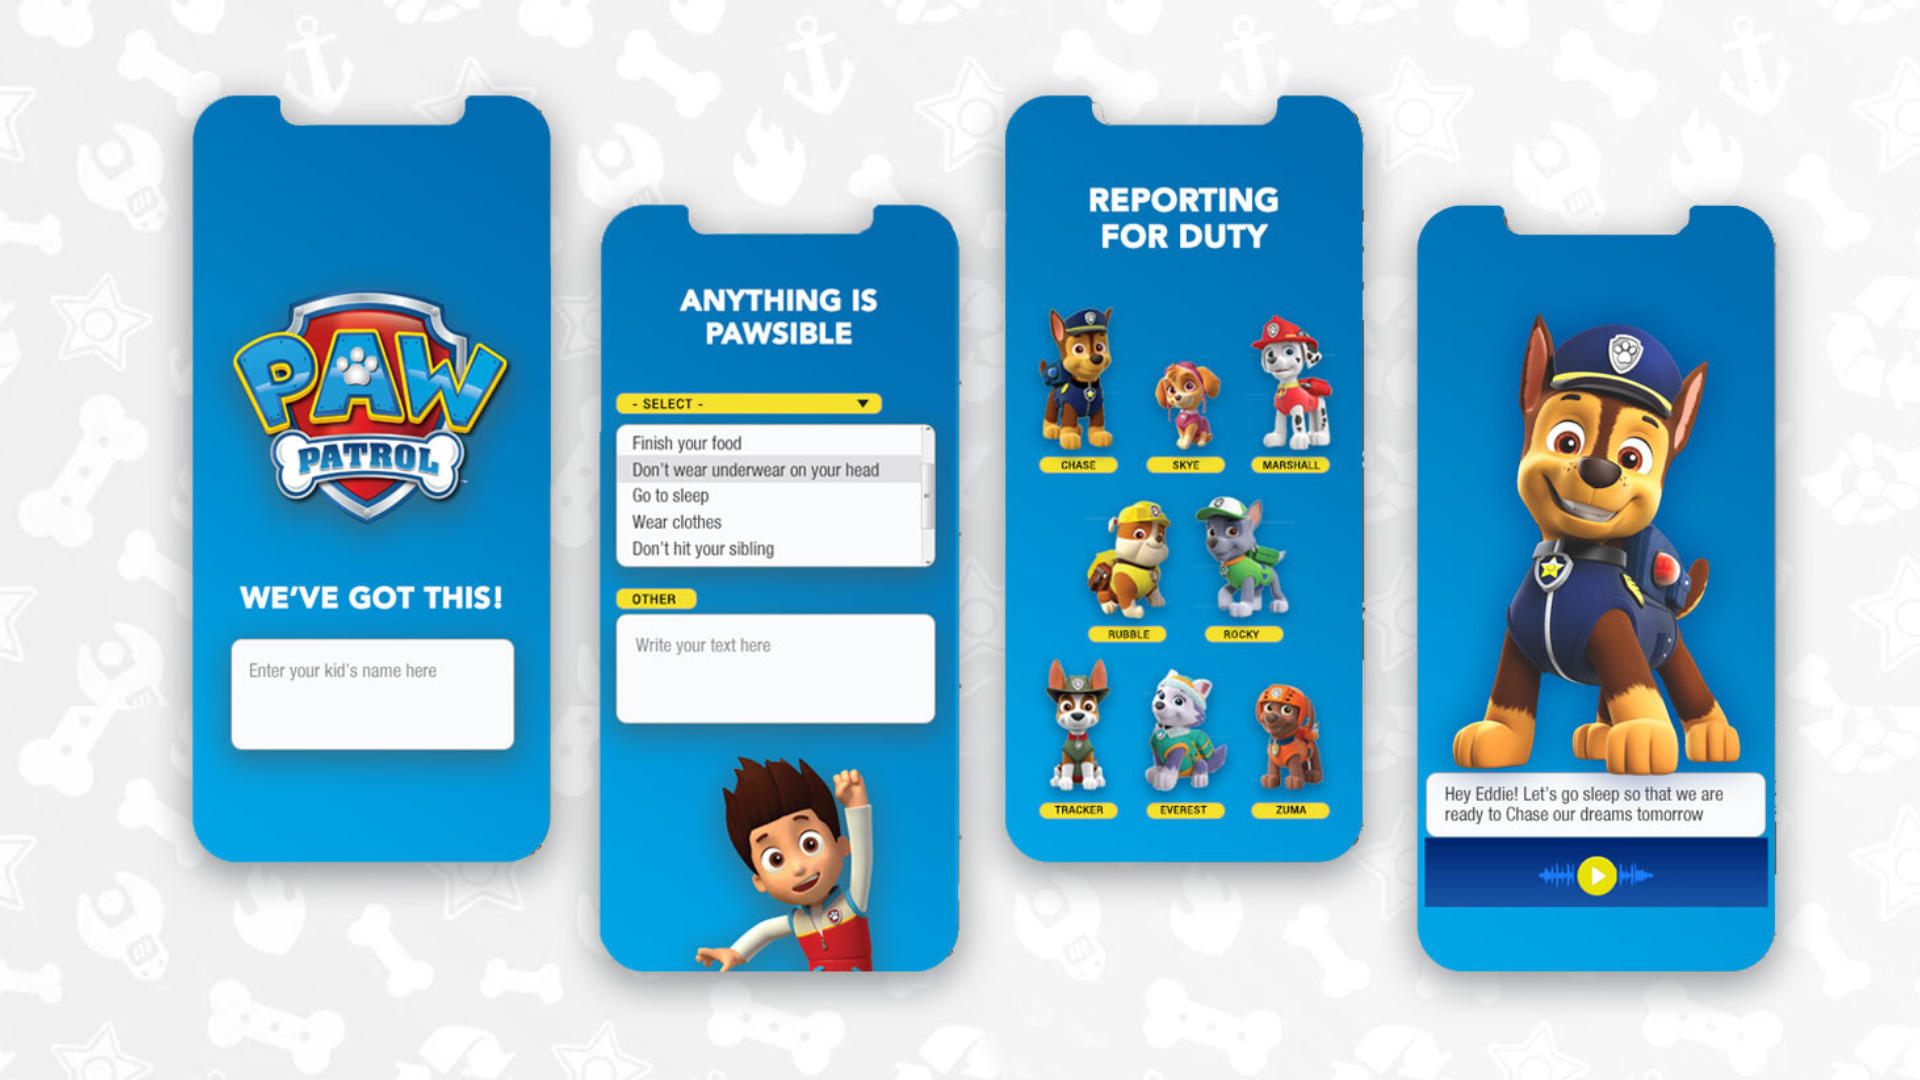 PAW
PATROL
WE'VE GOT THIS!
Enter your kid's name here
ANYTHING IS
PAWSIBLE
- SELECT -
Finish your food
Don't wear underwear on your head
Go to sleep
Wear clothes
Don't hit your sibling
OTHER
Write your text here
REPORTING
FOR DUTY
CHASE
SKYE
MARSHALL
RUBBLE
ROCKY
TRACKER
EVEREST
ZUMA
Hey Eddie! Let's go sleep so that we are
ready to Chase our dreams tomorrow